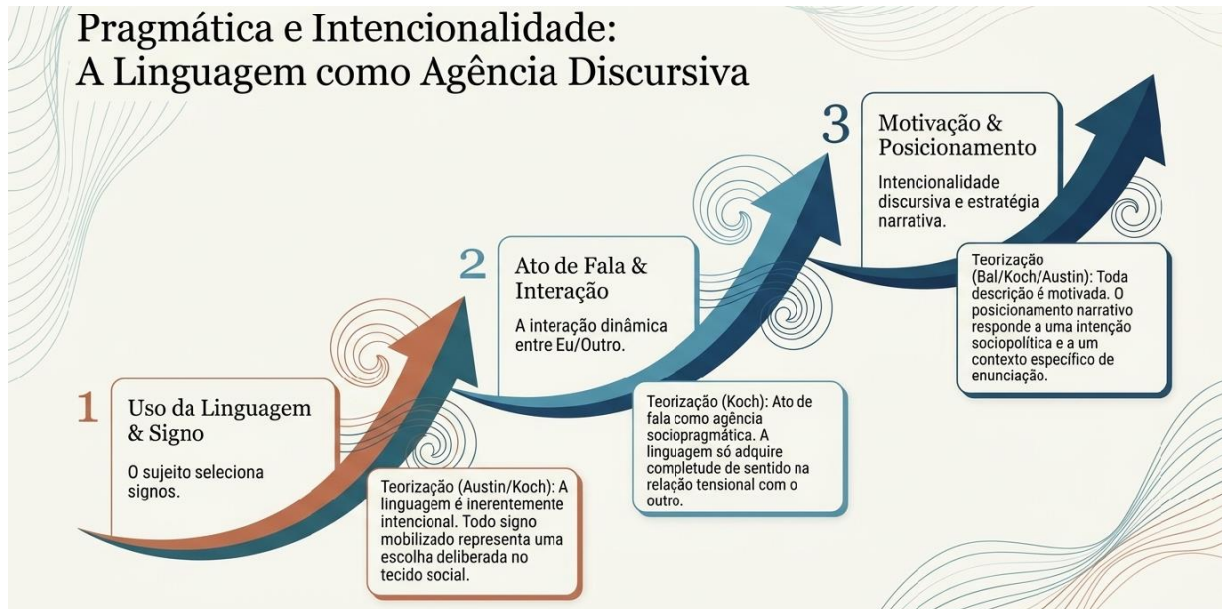 Pragmática e Intencionalidade:
A Linguagem como Agência Discursiva
1
Uso da Linguagem
& Signo
O sujeito seleciona
signos.
Teorização (Austin/Koch): A
linguagem é inerentemente
intencional. Todo signo
mobilizado representa uma
escolha deliberada no
tecido social.
2
Ato de Fala &
Interação
A interação dinâmica
entre Eu/Outro.
Teorização (Koch): Ato de
fala como agência
sociopragmática. A
linguagem só adquire
completude de sentido na
relação tensional com o
outro.
3
Motivação &
Posicionamento
Intencionalidade
discursiva e estratégia
narrativa.
Teorização
(Bal/Koch/Austin): Toda
descrição é motivada. O
posicionamento narrativo
responde a uma intenção
sociopolítica e a um
contexto específico de
enunciação.